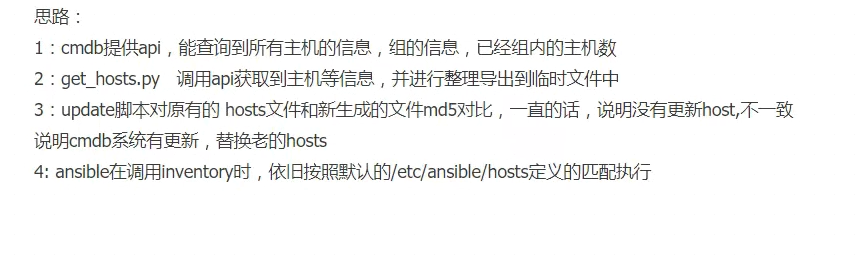 思路：
1：cmdb提供api，能查询到所有主机的信息，组的信息，已经组内的主机数
2：get_hosts.py 调用api获取到主机等信息，并进行整理导出到临时文件中
3：update脚本对原有的 hosts文件和新生成的文件md5对比，一直的话，说明没有更新host,不一致
说明cmdb系统有更新，替换老的hosts
4: ansible在调用inventory时，依旧按照默认的/etc/ansible/hosts定义的匹配执行